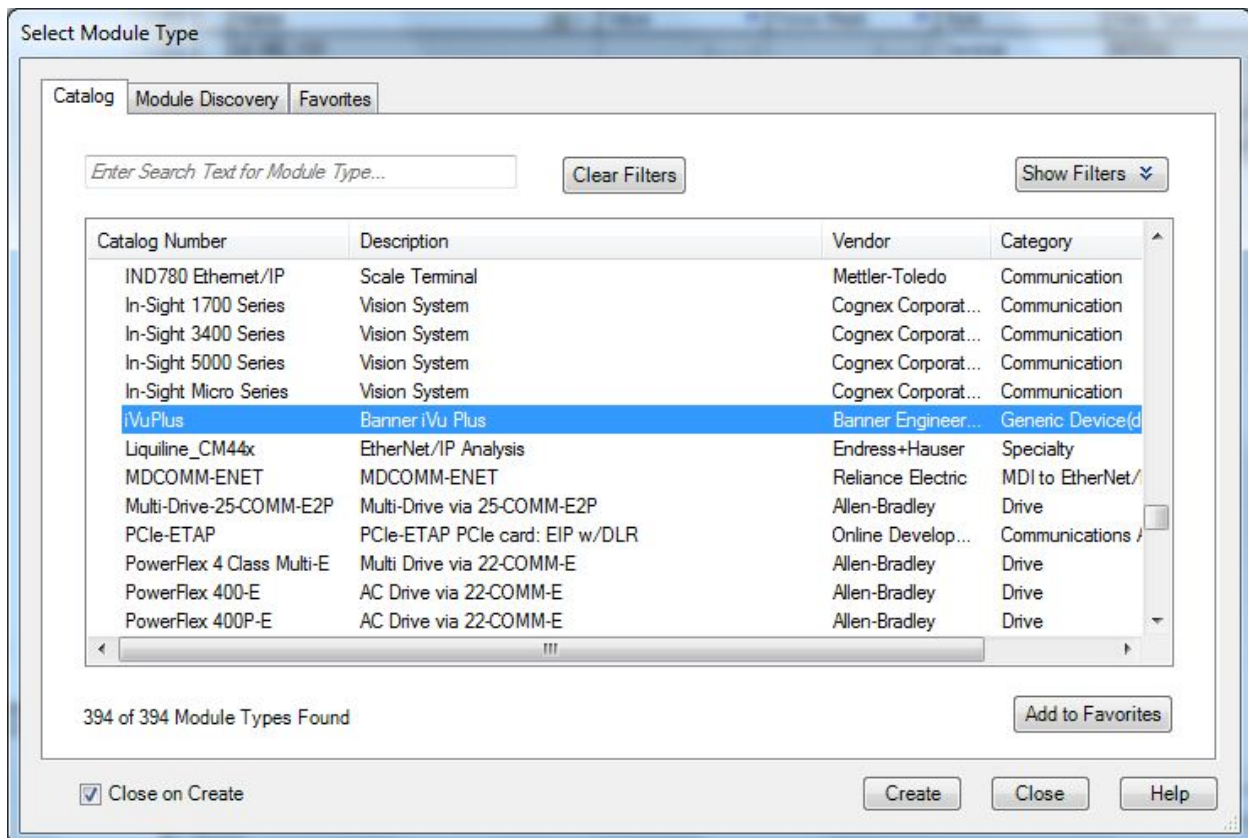 Select Module Type
Catalog Module Discovery Favorites
Enter Search Text for Module Type... Clear Filters Show Filters
Catalog Number Description Vendor Category
IND780 Ethernet/IP Scale Terminal Mettler-Toledo Communication
In-Sight 1700 Series Vision System Cognex Corporat... Communication
In-Sight 3400 Series Vision System Cognex Corporat... Communication
In-Sight 5000 Series Vision System Cognex Corporat... Communication
In-Sight Micro Series Vision System Cognex Corporat... Communication
iVuPlus Banner iVu Plus Banner Engineer... Generic Device(d
Liquiline_CM44x EtherNet/IP Analysis Endress+Hauser Specialty
MDCOMM-ENET MDCOMM-ENET Reliance Electric MDI to EtherNet/
Multi-Drive-25-COMM-E2P Multi-Drive via 25-COMM-E2P Allen-Bradley Drive
PCIe-ETAP PCIe-ETAP PCIe card: EIP w/DLR Online Develop... Communications
PowerFlex 4 Class Multi-E Multi Drive via 22-COMM-E Allen-Bradley Drive
PowerFlex 400-E AC Drive via 22-COMM-E Allen-Bradley Drive
PowerFlex 400P-E AC Drive via 22-COMM-E Allen-Bradley Drive
394 of 394 Module Types Found Add to Favorites
Close on Create Create Close Help